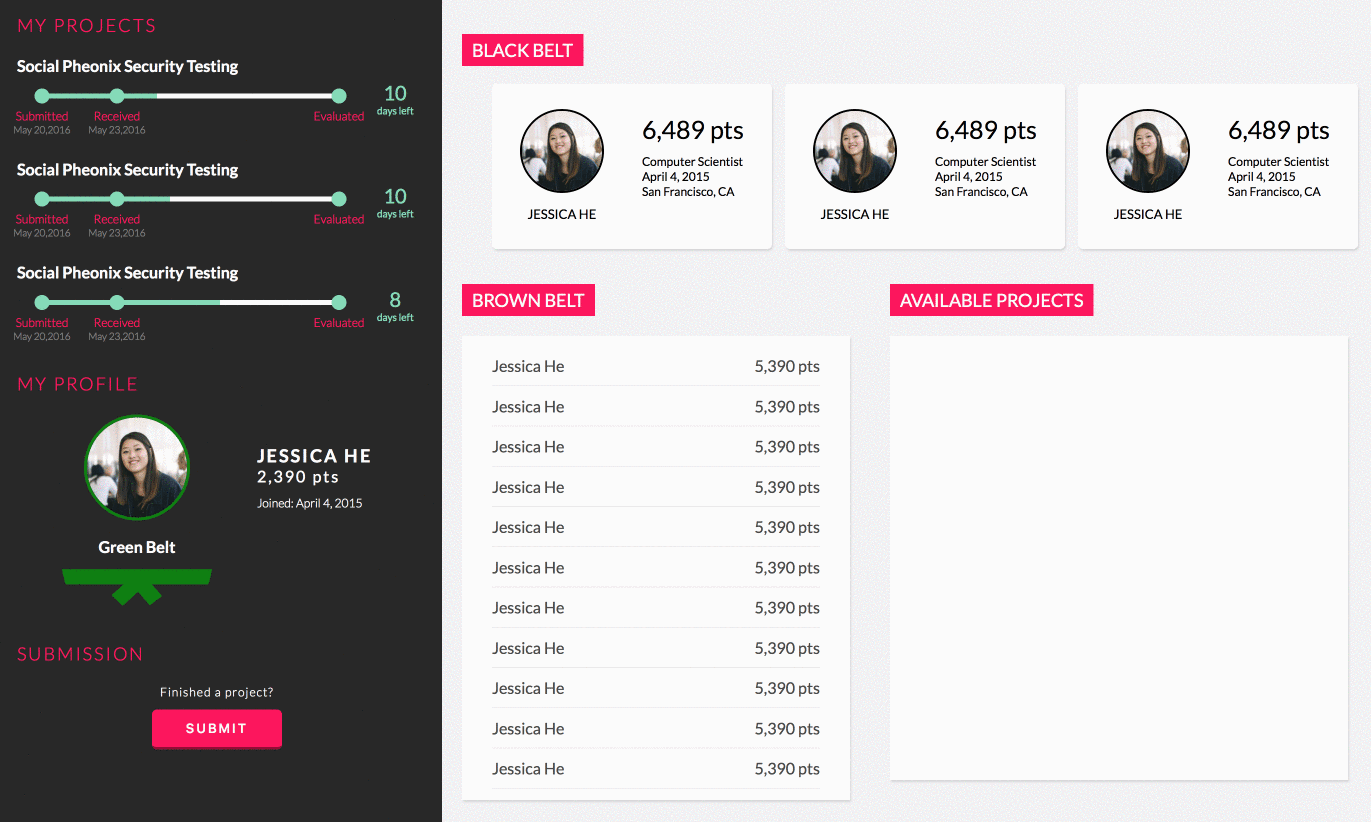 MY PROJECTS
Social Pheonix Security Testing
10
days left
Submitted Received Evaluated
May 20,2016 May 23,2016
Social Pheonix Security Testing
10
days left
Submitted Received Evaluated
May 20,2016 May 23,2016
Social Pheonix Security Testing
8
days left
Submitted Received Evaluated
May 20,2016 May 23,2016
MY PROFILE
JESSICA HE
2,390 pts
Joined: April 4, 2015
Green Belt
SUBMISSION
Finished a project?
SUBMIT
BLACK BELT
6,489 pts
Computer Scientist
April 4, 2015
San Francisco, CA
JESSICA HE
6,489 pts
Computer Scientist
April 4, 2015
San Francisco, CA
JESSICA HE
6,489 pts
Computer Scientist
April 4, 2015
San Francisco, CA
JESSICA HE
BROWN BELT
Jessica He 5,390 pts
Jessica He 5,390 pts
Jessica He 5,390 pts
Jessica He 5,390 pts
Jessica He 5,390 pts
Jessica He 5,390 pts
Jessica He 5,390 pts
Jessica He 5,390 pts
Jessica He 5,390 pts
Jessica He 5,390 pts
Jessica He 5,390 pts
AVAILABLE PROJECTS